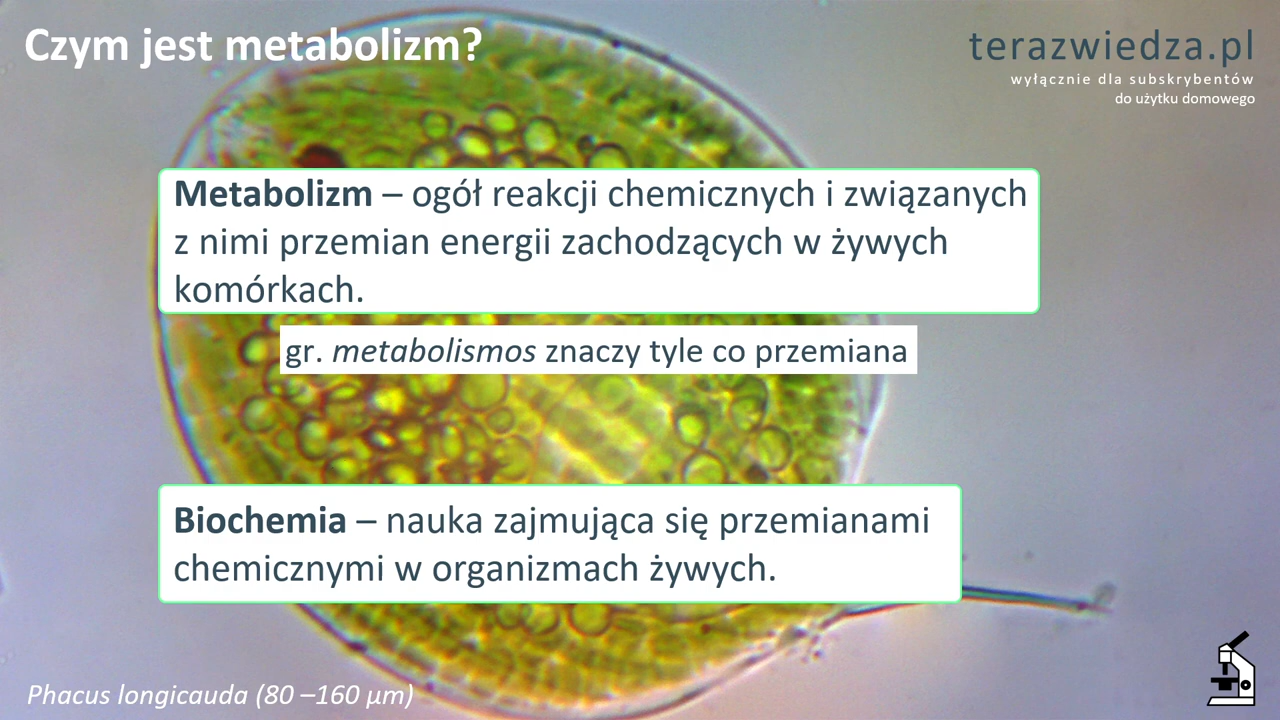 Czym jest metabolizm?
terazwiedza.pl
wyłącznie dla subskrybentów
do użytku domowego
Metabolizm – ogół reakcji chemicznych i związanych
z nimi przemian energii zachodzących w żywych
komórkach.
gr. metabolismos znaczy tyle co przemiana
Biochemia – nauka zajmująca się przemianami
chemicznymi w organizmach żywych.
Phacus longicauda (80 –160 µm)